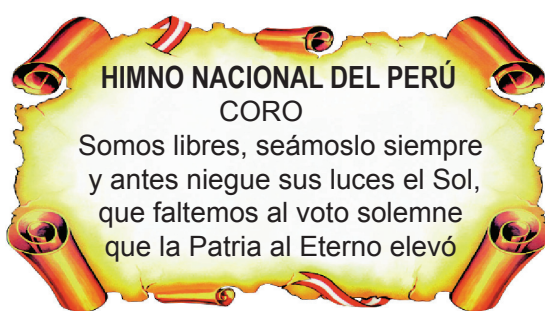 HIMNO NACIONAL DEL PERÚ
CORO
Somos libres, seámoslo siempre
y antes niegue sus luces el Sol,
que faltemos al voto solemne
que la Patria al Eterno elevó